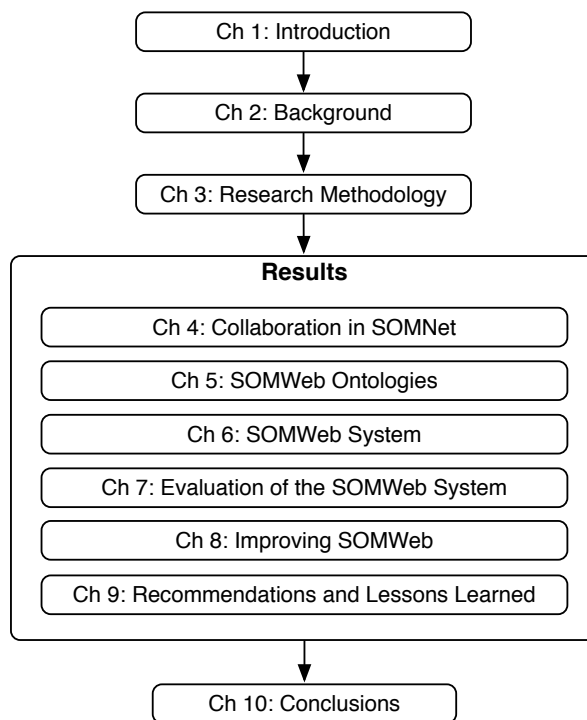 Ch 1: Introduction
Ch 2: Background
Ch 3: Research Methodology
Results
Ch 4: Collaboration in SOMNet
Ch 5: SOMWeb Ontologies
Ch 6: SOMWeb System
Ch 7: Evaluation of the SOMWeb System
Ch 8: Improving SOMWeb
Ch 9: Recommendations and Lessons Learned
Ch 10: Conclusions